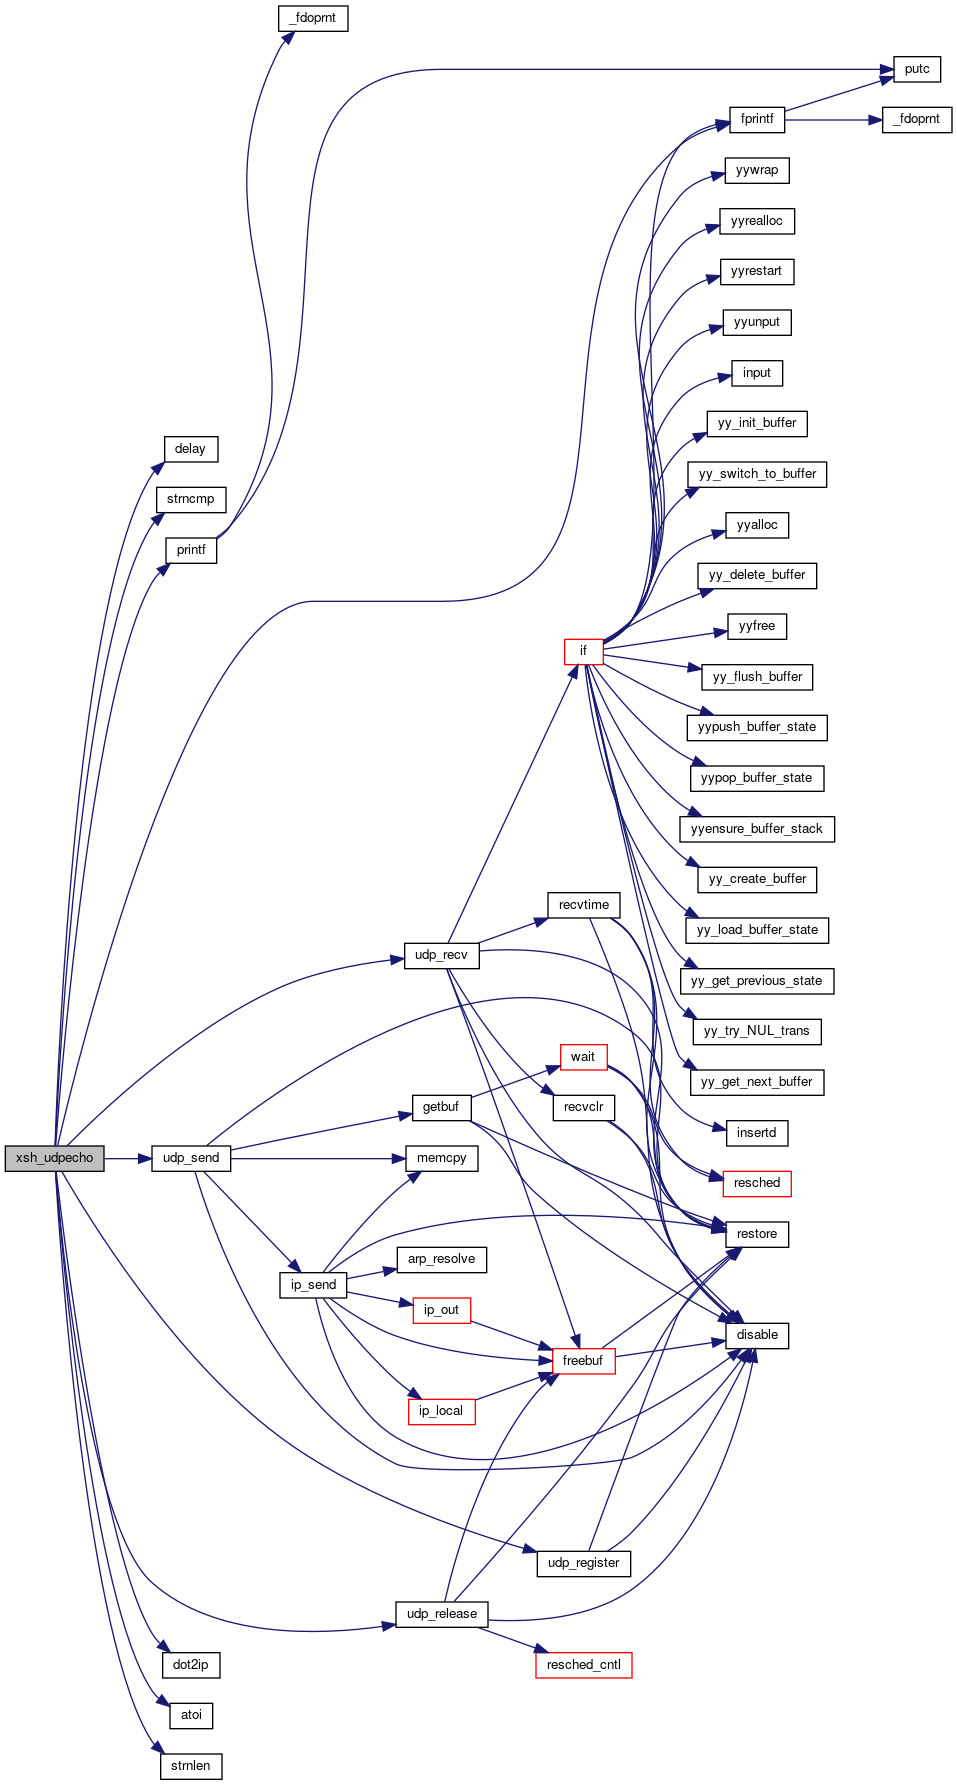 _fdoprnt
putc
fprintf
_fdoprnt
yywrap
yyrealloc
yyrestart
yyunput
input
yy_init_buffer
delay
yy_switch_to_buffer
strncmp
yyalloc
printf
yy_delete_buffer
yyfree
if
yy_flush_buffer
yypush_buffer_state
yypop_buffer_state
yyensure_buffer_stack
yy_create_buffer
recvtime
yy_load_buffer_state
udp_recv
yy_get_previous_state
yy_try_NUL_trans
wait
yy_get_next_buffer
getbuf
recvclr
insertd
xsh_udpecho
udp_send
memcpy
resched
restore
arp_resolve
ip_send
ip_out
disable
freebuf
ip_local
udp_register
udp_release
dot2ip
resched_cntl
atoi
strnlen